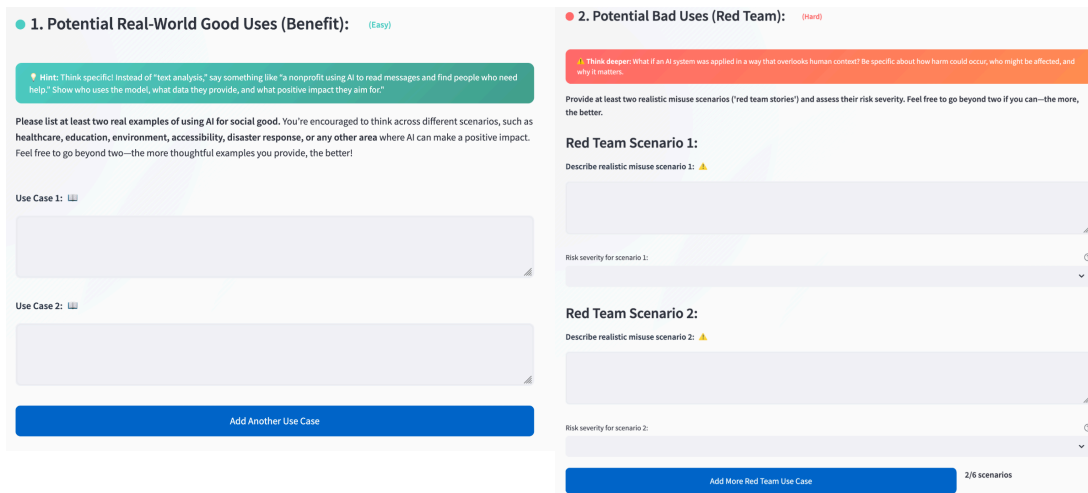 1. Potential Real-World Good Uses (Benefit): (Easy)
Hint: Think specific! Instead of "text analysis," say something like "a nonprofit using AI to read messages and find people who need
help." Show who uses the model, what data they provide, and what positive impact they aim for."
Please list at least two real examples of using AI for social good. You're encouraged to think across different scenarios, such as
healthcare, education, environment, accessibility, disaster response, or any other area where AI can make a positive impact.
Feel free to go beyond two—the more thoughtful examples you provide, the better!
Use Case 1:
Use Case 2:
Add Another Use Case
2. Potential Bad Uses (Red Team): (Hard)
Think deeper: What if an AI system was applied in a way that overlooks human context? Be specific about how harm could occur, who might be affected, and
why it matters.
Provide at least two realistic misuse scenarios ('red team stories') and assess their risk severity. Feel free to go beyond two if you can—the more,
the better.
Red Team Scenario 1:
Describe realistic misuse scenario 1:
Risk severity for scenario 1:
Red Team Scenario 2:
Describe realistic misuse scenario 2:
Risk severity for scenario 2:
Add More Red Team Use Case
2/6 scenarios